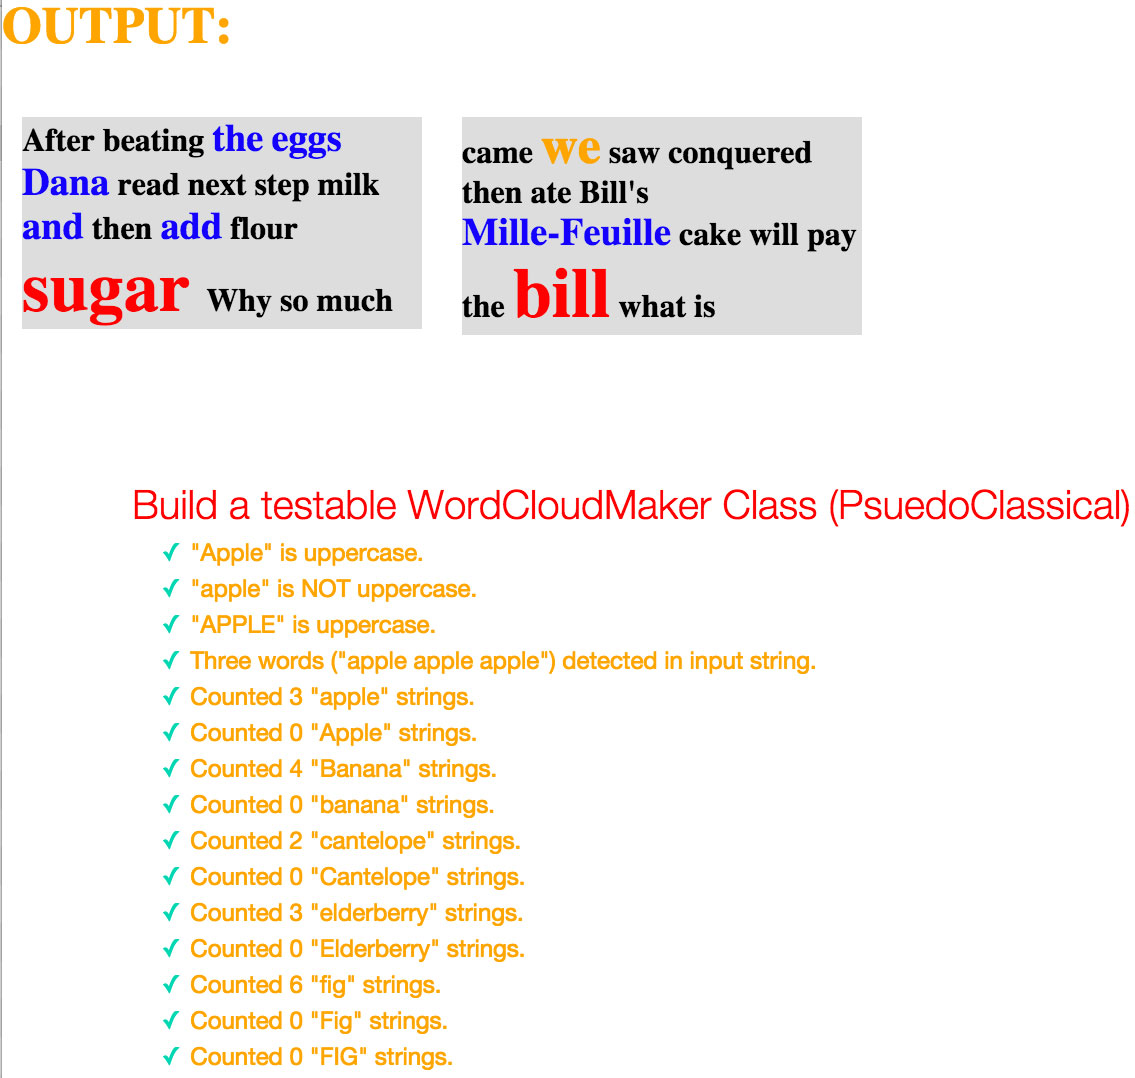 OUTPUT:
After beating the eggs
Dana read next step milk
and then add flour
sugar Why so much
came we saw conquered
then ate Bill's
Mille-Feuille cake will pay
the bill what is
Build a testable WordCloudMaker Class (PsuedoClassical)
✓ "Apple" is uppercase.
✓ "apple" is NOT uppercase.
✓ "APPLE" is uppercase.
✓ Three words ("apple apple apple") detected in input string.
✓ Counted 3 "apple" strings.
✓ Counted 0 "Apple" strings.
✓ Counted 4 "Banana" strings.
✓ Counted 0 "banana" strings.
✓ Counted 2 "cantelope" strings.
✓ Counted 0 "Cantelope" strings.
✓ Counted 3 "elderberry" strings.
✓ Counted 0 "Elderberry" strings.
✓ Counted 6 "fig" strings.
✓ Counted 0 "Fig" strings.
✓ Counted 0 "FIG" strings.